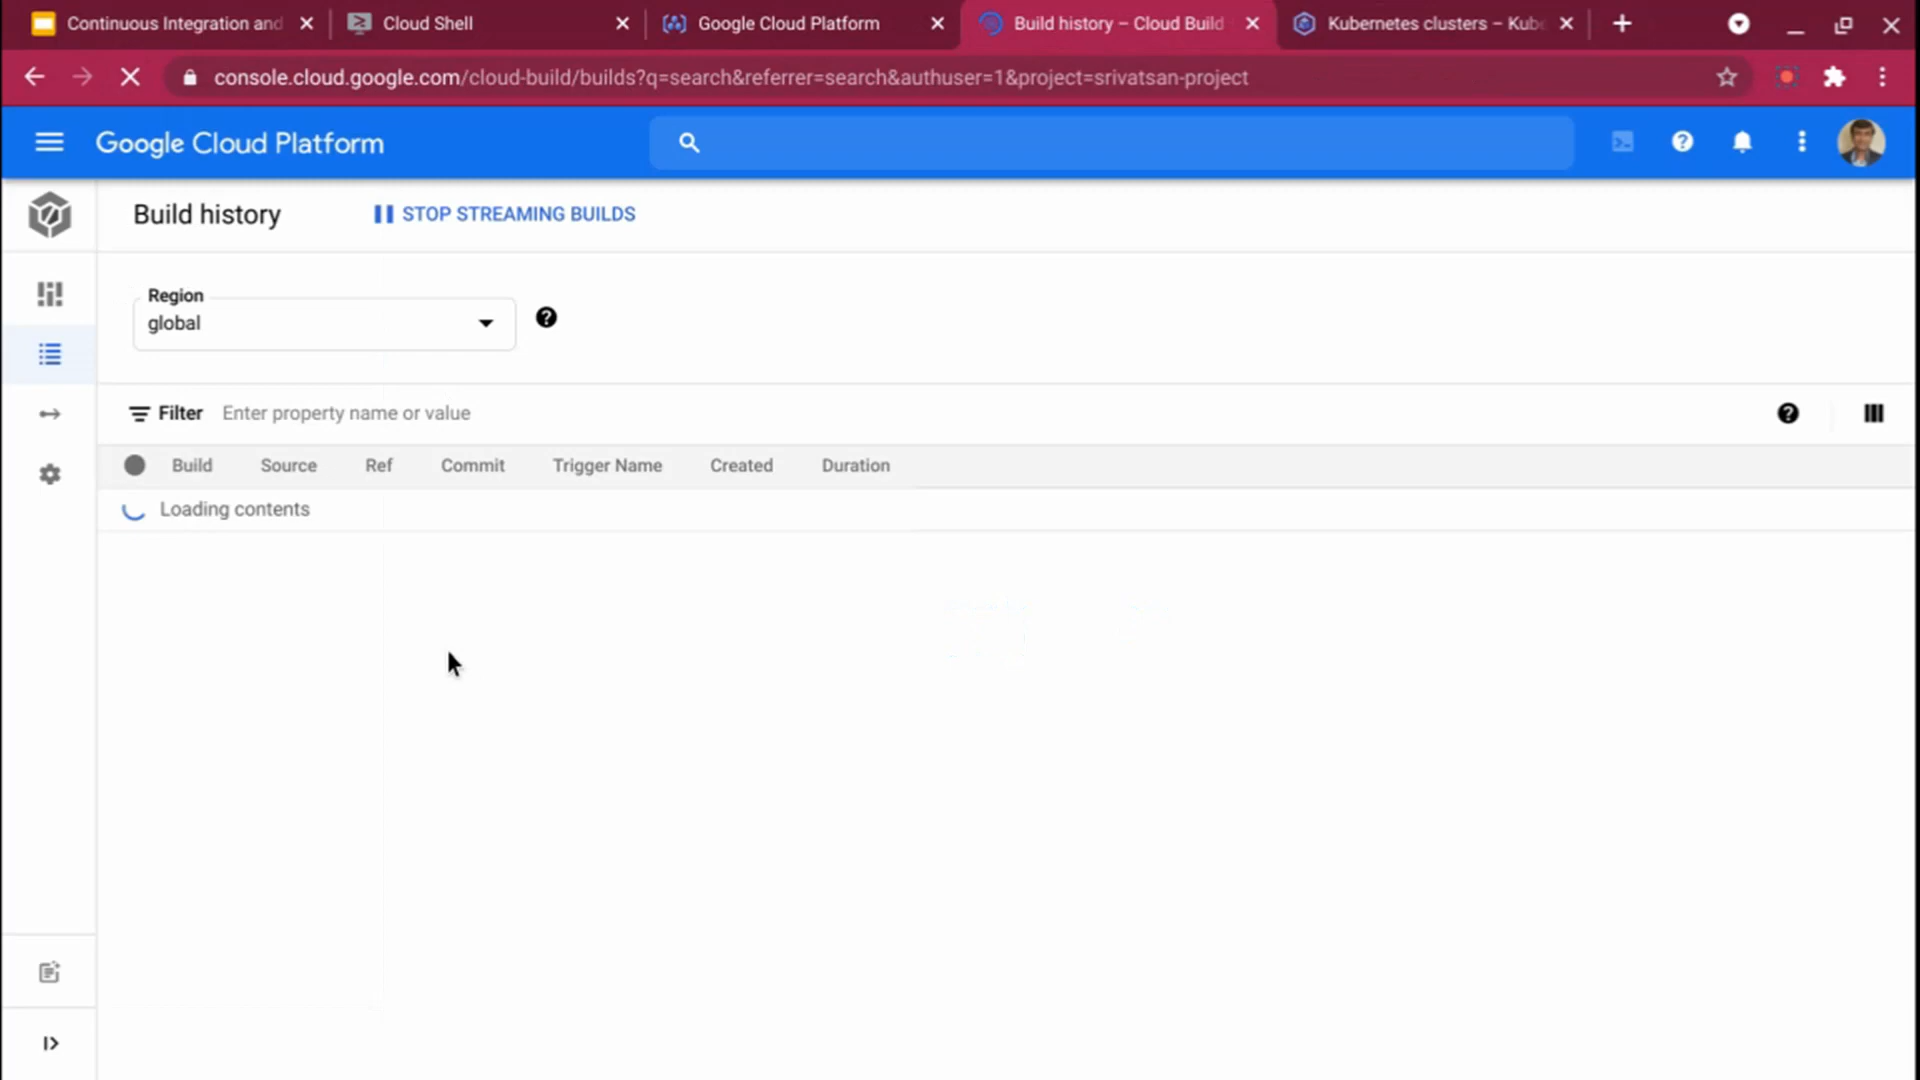 Continuous Integration and
Cloud Shell
Google Cloud Platform
Build history – Cloud Build
Kubernetes clusters – Kube
console.cloud.google.com/cloud-build/builds?q=search&referrer=search&authuser=1&project=srivatsan-project
Google Cloud Platform
Build history
STOP STREAMING BUILDS
Region
global
Filter Enter property name or value
Build Source Ref Commit Trigger Name Created Duration
Loading contents